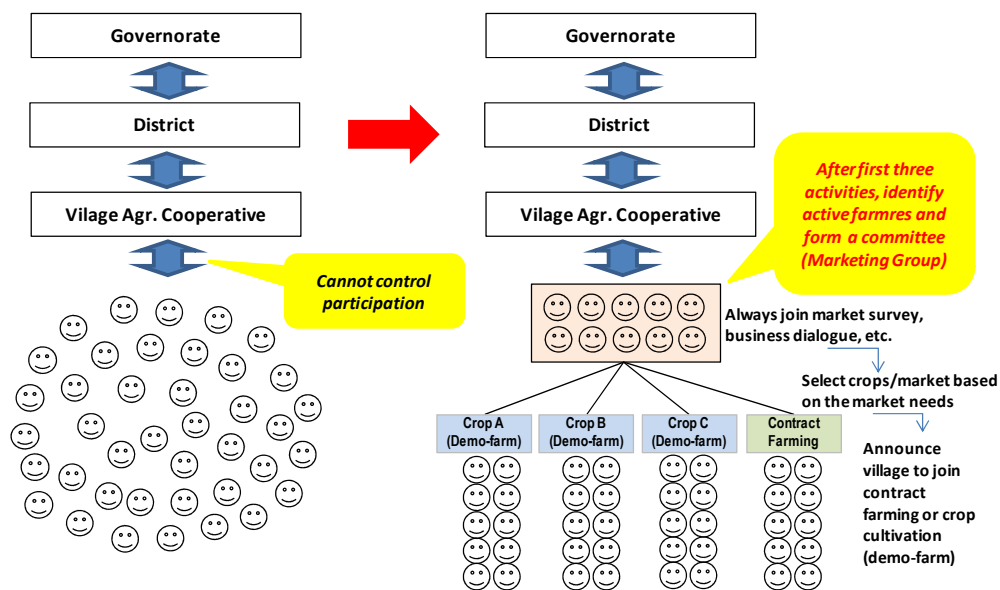 Governorate
District
Vilage Agr. Cooperative
Cannot control
participation
Governorate
District
Village Agr. Cooperative
After first three
activities, identify
active farmres and
form a committee
(Marketing Group)
Always join market survey,
business dialogue, etc.
Select crops/market based
on the market needs
Crop A
(Demo-farm)
Crop B
(Demo-farm)
Crop C
(Demo-farm)
Contract
Farming
Announce
village to join
contract
farming or crop
cultivation
(demo-farm)